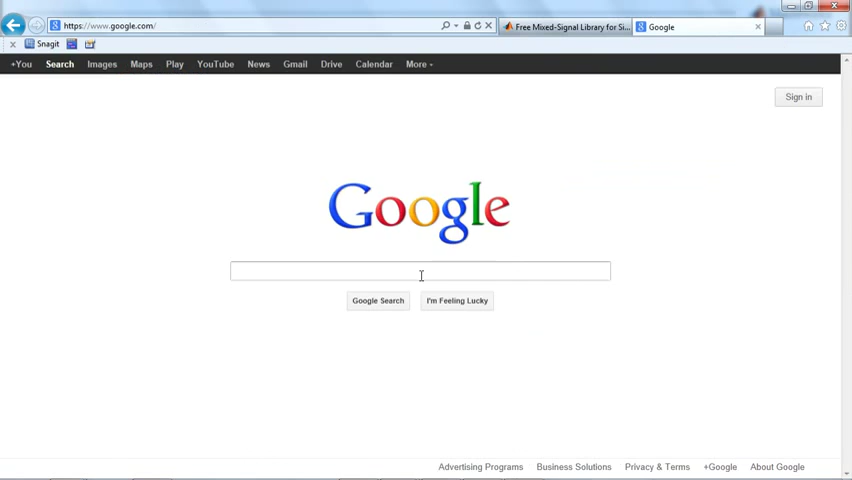 https://www.google.com/
Free Mixed-Signal Library for Si...
Google
Snagit
+You Search Images Maps Play YouTube News Gmail Drive Calendar More
Sign in
Google
Google Search
I'm Feeling Lucky
Advertising Programs Business Solutions Privacy & Terms +Google About Google